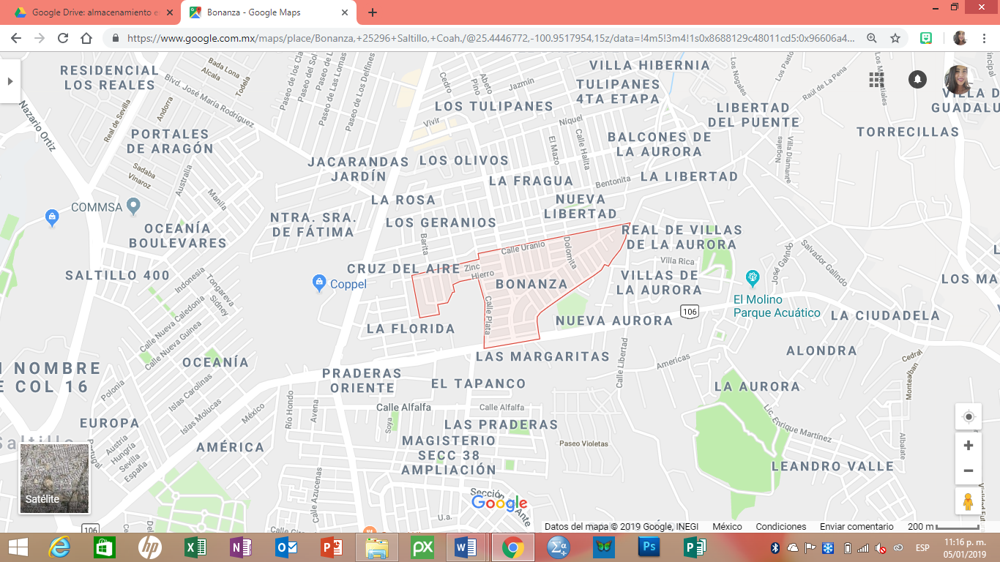 Google Drive: almacenamiento e
Bonanza - Google Maps
https://www.google.com.mx/maps/place/Bonanza,+25296+Saltillo,+Coah./@25.4446772,-100.9517954,15z/data=!4m5!3m4!1s0x8688129c48011cd5:0x96606a4...
RESIDENCIAL
LOS REALES
Blvd. José María Rodríguez
Bada Lona
Alcala
Todela
Paseo de los Cla
Paseo del Sol
Paseo de Las Lomas
Paseo de Los Delfines
Cedro
Pino
Abeto
Jazmin
VILLA HIBERNIA
TULIPANES
4TA ETAPA
LOS TULIPANES
Vivir
Níquel
Los Nogales
Los Pasto
Raúl de La Pena
LIBERTAD
DEL PUENTE
VILLA D
GUADALU
TORRECILLAS
Nazario Ortiz
Real de Sevilla
Andorra
PORTALES
DE ARAGÓN
Sadaba
Vinaroz
Australia
Manila
JACARANDAS
JARDÍN
LOS OLIVOS
El Mazo
Calle Halita
BALCONES DE
LA AURORA
Nogales
Villa Diamante
LA FRAGUA
Bentonita
LA LIBERTAD
COMMSA
LA ROSA
NUEVA
LIBERTAD
NTRA. SRA.
DE FÁTIMA
LOS GERANIOS
OCEANÍA
BOULEVARES
Barita
Calle Uranio
Dolomita
REAL DE VILLAS
DE LA AURORA
Villa Rica
José Galindo
Salvador Galindo
SALTILLO 400
Indonesia
Tongareva
Sidney
CRUZ DEL AIRE
Zinc
Hierro
BONANZA
Coppel
VILLAS DE
LA AURORA
LOS MA
El Molino
Parque Acuático
Calle Nueva Caledonia
Calle Nueva Guinea
Calle Plata
LA FLORIDA
NUEVA AURORA
106
LA CIUDADELA
OCEANÍA
LAS MARGARITAS
Calle Libertad
Americas
ALONDRA
Cedral
Montealban
N NOMBRE
E COL 16
Polonia
Islas Carolinas
Islas Molucas
México
PRADERAS
ORIENTE
EL TAPANCO
LA AURORA
Rio Hondo
Avena
Calle Alfalfa
Calle Alfalfa
Soya
EUROPA
Austria
Hungría
Sevilla
España
LAS PRADERAS
Lic. Enrique Martínez
Saltillo
AMÉRICA
MAGISTERIO
SECC 38
AMPLIACIÓN
Paseo Violetas
Albalate
LEANDRO VALLE
Satélite
Calle Azucenas
Sección
Ante
Google
U.a.
106
Datos del mapa © 2019 Google, INEGI
México
Condiciones
Enviar comentario
200 m
ESP
11:16 p. m.
05/01/2019